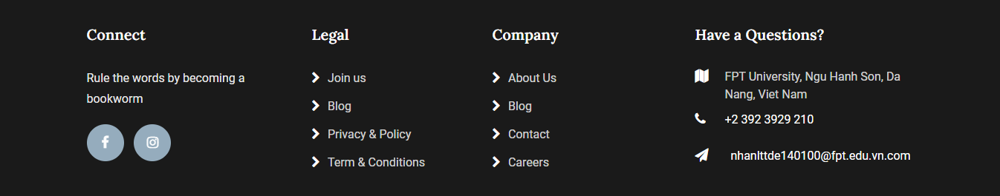 Connect
Rule the words by becoming a
bookworm
Legal
Join us
Blog
Privacy & Policy
Term & Conditions
Company
About Us
Blog
Contact
Careers
Have a Questions?
FPT University, Ngu Hanh Son, Da
Nang, Viet Nam
+2 392 3929 210
nhanlttde140100@fpt.edu.vn.com